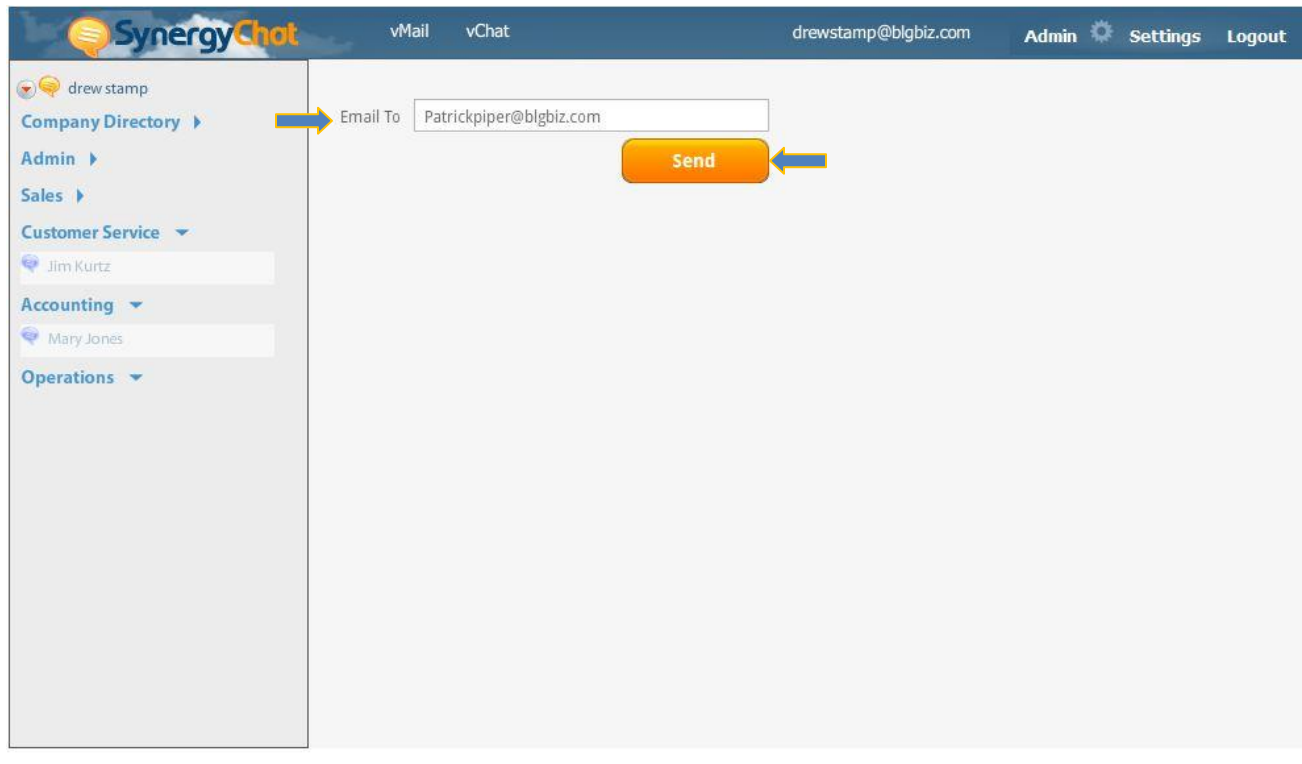 SynergyChat vMail vChat drewstamp@blgbiz.com Admin Settings Logout
drew stamp
Company Directory
Admin
Sales
Customer Service
Jim Kurtz
Accounting
Mary Jones
Operations
Email To Patrickpiper@blgbiz.com
Send